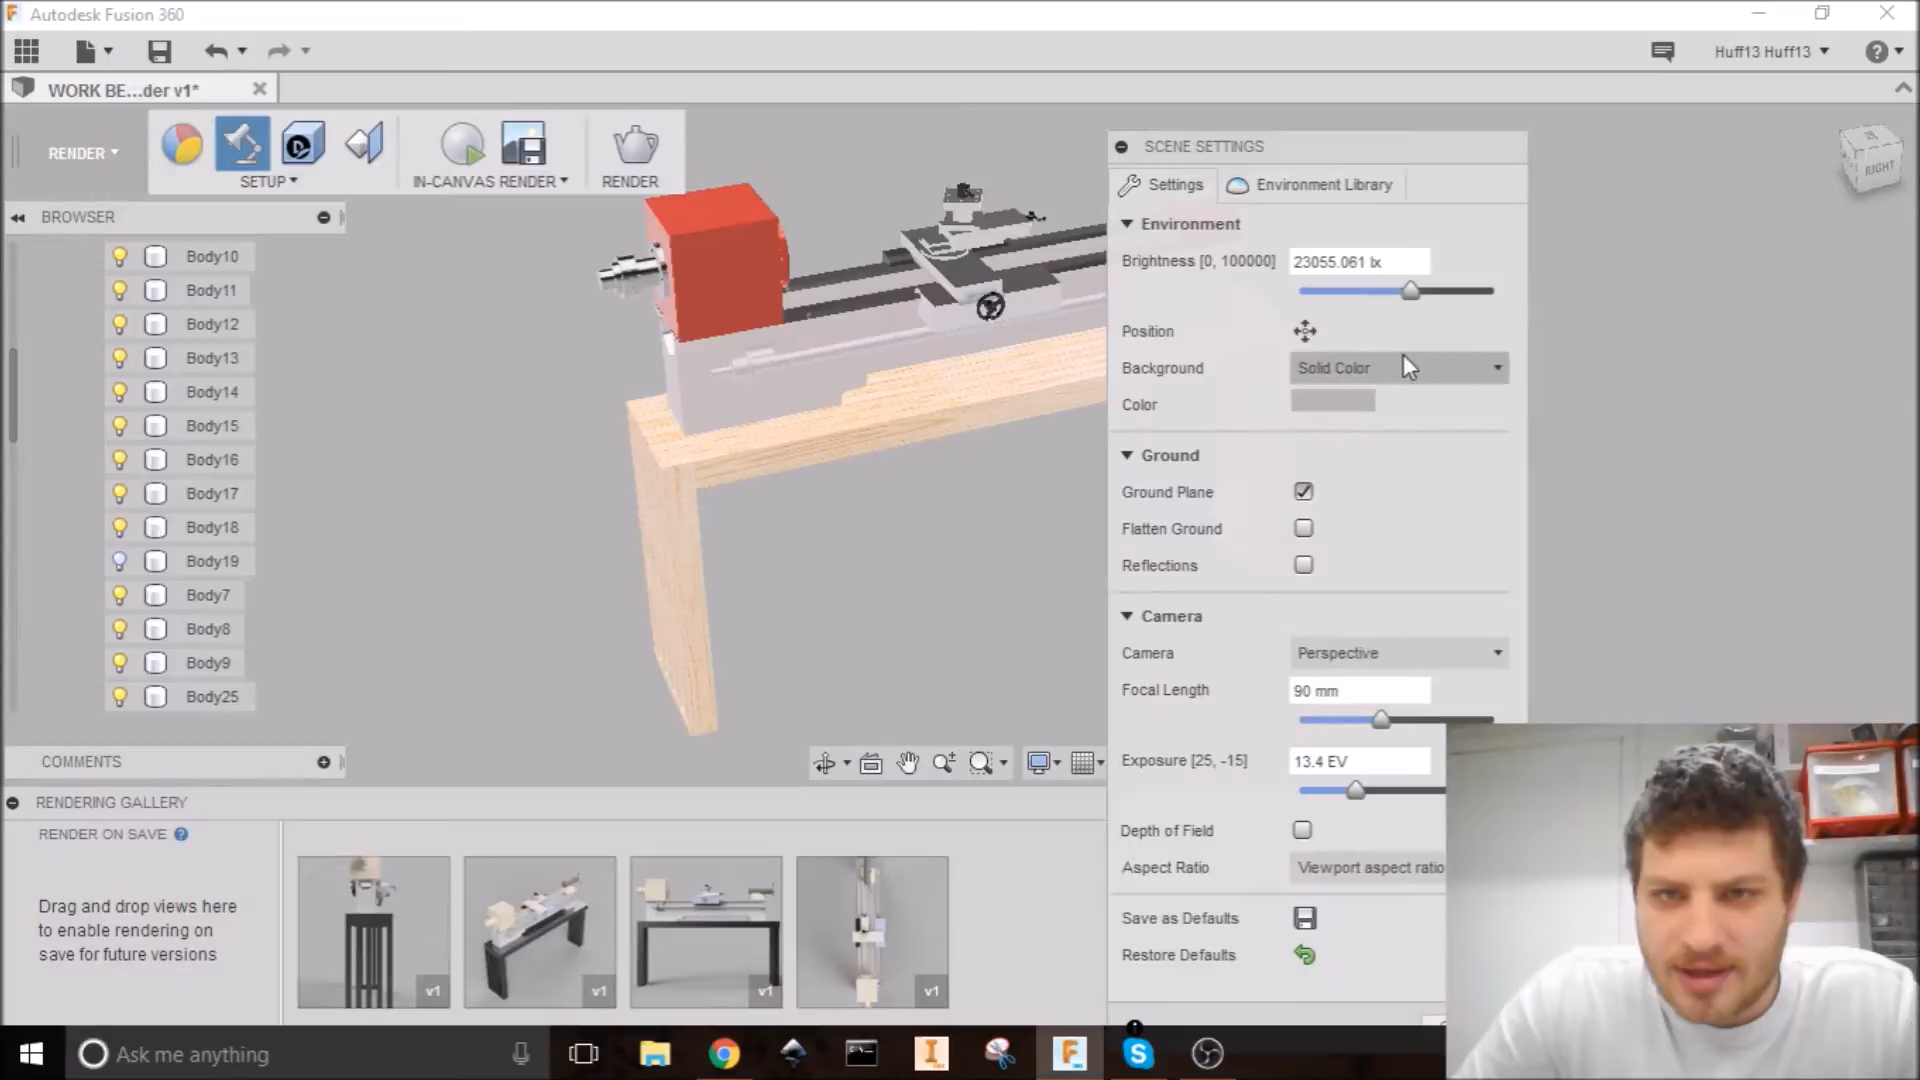 Autodesk Fusion 360
Huff13 Huff13
WORK BE...der v1*
RENDER
SETUP
IN-CANVAS RENDER
RENDER
BROWSER
Body10
Body11
Body12
Body13
Body14
Body15
Body16
Body17
Body18
Body19
Body7
Body8
Body9
Body25
COMMENTS
RENDERING GALLERY
RENDER ON SAVE
Drag and drop views here
to enable rendering on
save for future versions
v1
v1
v1
v1
SCENE SETTINGS
Settings
Environment Library
Environment
Brightness [0, 100000] 23055.061 lx
Position
Background Solid Color
Color
Ground
Ground Plane
Flatten Ground
Reflections
Camera
Camera Perspective
Focal Length 90 mm
Exposure [25, -15] 13.4 EV
Depth of Field
Aspect Ratio Viewport aspect ratio
Save as Defaults
Restore Defaults
RIGHT
Ask me anything